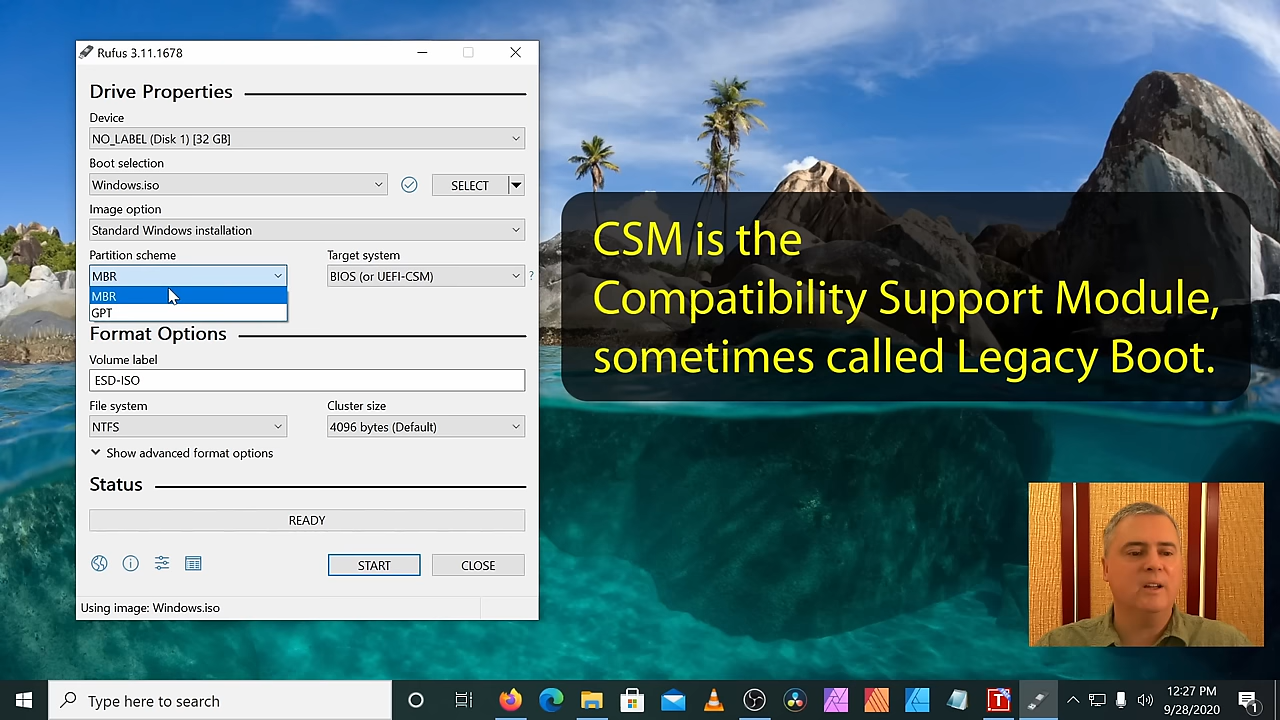 Rufus 3.11.1678
Drive Properties
Device
NO_LABEL (Disk 1) [32 GB]
Boot selection
Windows.iso
SELECT
Image option
Standard Windows installation
Partition scheme
Target system
MBR
BIOS (or UEFI-CSM)
?
MBR
GPT
Format Options
Volume label
ESD-ISO
File system
Cluster size
NTFS
4096 bytes (Default)
Show advanced format options
Status
READY
START
CLOSE
Using image: Windows.iso
CSM is the
Compatibility Support Module,
sometimes called Legacy Boot.
Type here to search
T
12:27 PM
9/28/2020
1